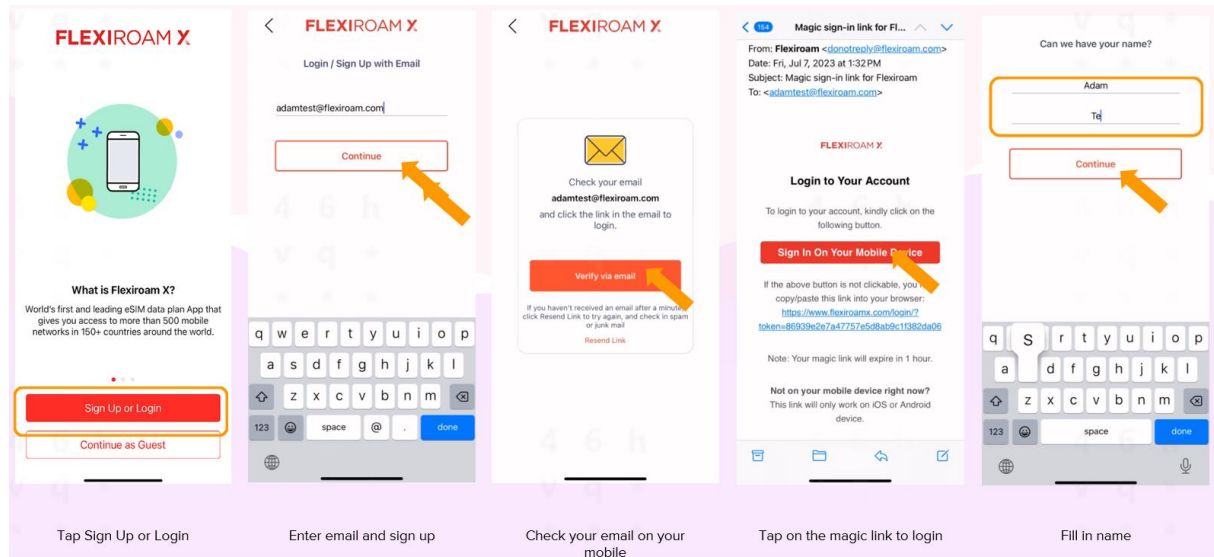 FLEXIROAM X
What is Flexiroam X?
World's first and leading eSIM data plan App that
gives you access to more than 500 mobile
networks in 150+ countries around the world.
Sign Up or Login
Continue as Guest
Tap Sign Up or Login
FLEXIROAM X
Login / Sign Up with Email
adamtest@flexiroam.com
Continue
4 6 h
v q
q w e r t y u i o p
a s d f g h j k l
z x c v b n m
123 space @ . done
Enter email and sign up
FLEXIROAM X
Check your email
adamtest@flexiroam.com
and click the link in the email to
login.
Verify via email
If you haven't received an email after a minute,
click Resend Link to try again, and check in spam
or junk mail
Resend Link
4 6 h
Check your email on your
mobile
154 Magic sign-in link for Fl...
From: Flexiroam <donotreply@flexiroam.com>
Date: Fri, Jul 7, 2023 at 1:32 PM
Subject: Magic sign-in link for Flexiroam
To: <adamtest@flexiroam.com>
FLEXIROAM X
Login to Your Account
To login to your account, kindly click on the
following button.
Sign In On Your Mobile Device
If the above button is not clickable, you
copy/paste this link into your browser:
https://www.flexiroamx.com/login/?
token=86939e2e7a47757e5d8ab9c1f382da06
Note: Your magic link will expire in 1 hour.
Not on your mobile device right now?
This link will only work on iOS or Android
device.
Tap on the magic link to login
v q
Can we have your name?
Adam
Te
Continue
q S r t y u i o p
a d f g h j k l
z x c v b n m
123 space done
Fill in name